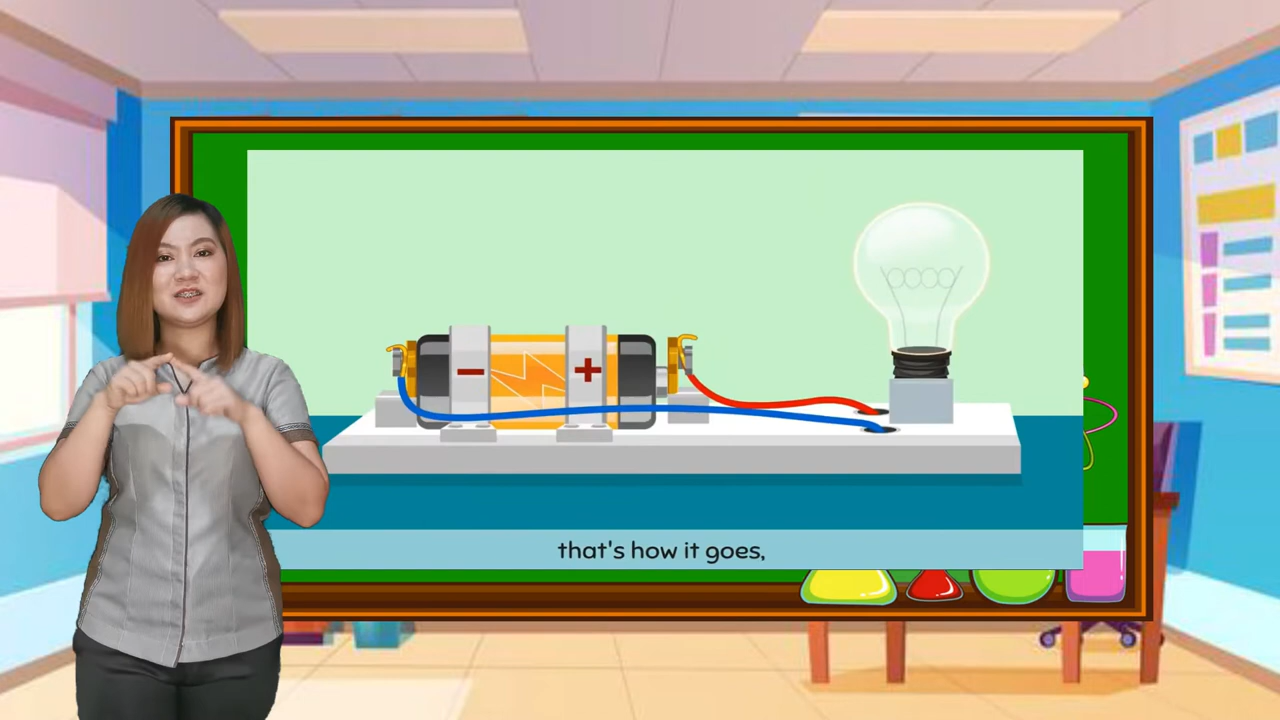 − +
that's how it goes,